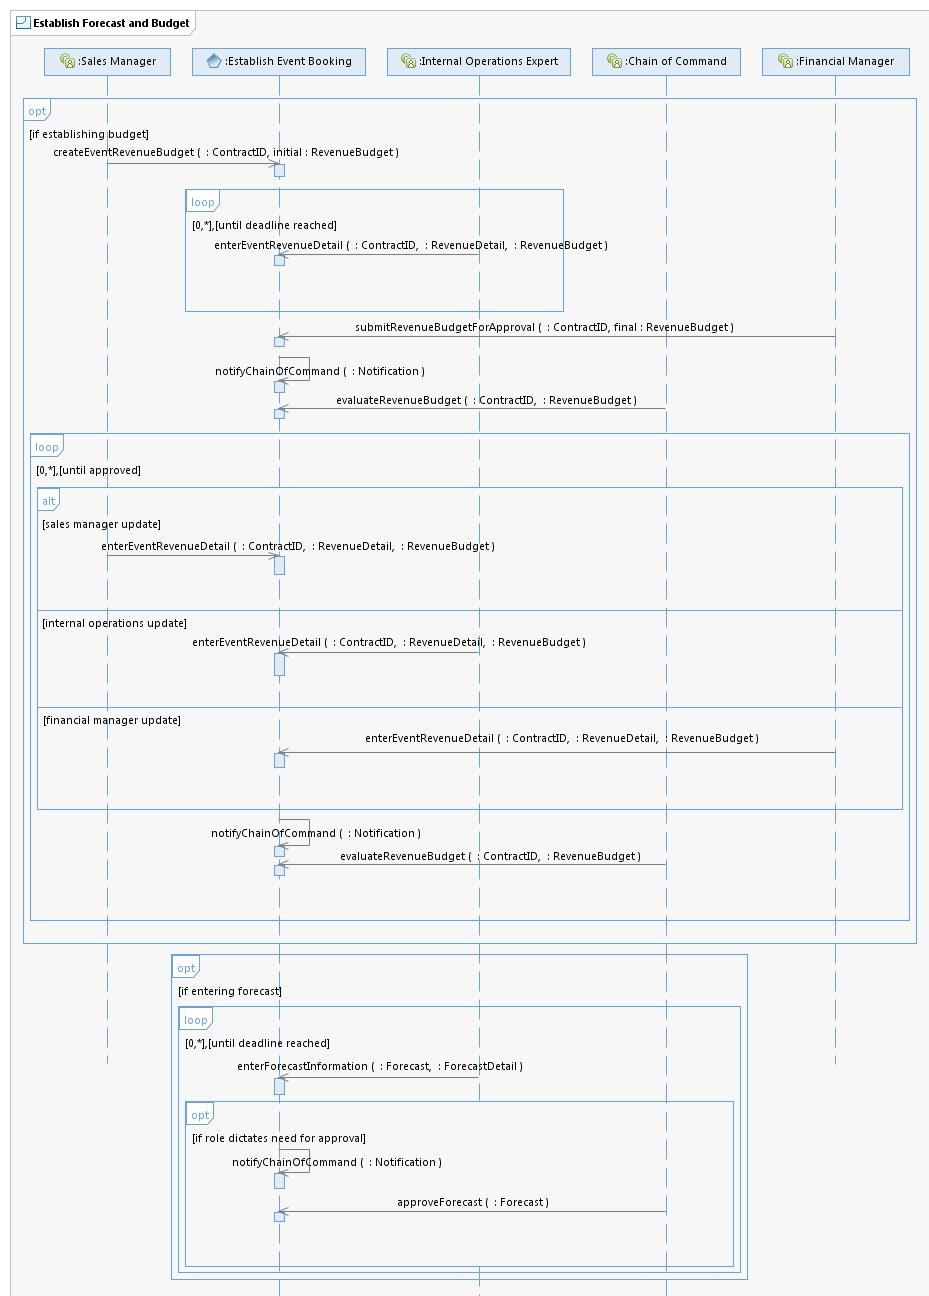 Establish Forecast and Budget
:Sales Manager :Establish Event Booking :Internal Operations Expert :Chain of Command :Financial Manager
opt
[if establishing budget]
createEventRevenueBudget ( : ContractID, initial : RevenueBudget )
loop
[0,*],[until deadline reached]
enterEventRevenueDetail ( : ContractID, : RevenueDetail, : RevenueBudget )
submitRevenueBudgetForApproval ( : ContractID, final : RevenueBudget )
notifyChainOfCommand ( : Notification )
evaluateRevenueBudget ( : ContractID, : RevenueBudget )
loop
[0,*],[until approved]
alt
[sales manager update]
enterEventRevenueDetail ( : ContractID, : RevenueDetail, : RevenueBudget )
[internal operations update]
enterEventRevenueDetail ( : ContractID, : RevenueDetail, : RevenueBudget )
[financial manager update]
enterEventRevenueDetail ( : ContractID, : RevenueDetail, : RevenueBudget )
notifyChainOfCommand ( : Notification )
evaluateRevenueBudget ( : ContractID, : RevenueBudget )
opt
[if entering forecast]
loop
[0,*],[until deadline reached]
enterForecastInformation ( : Forecast, : ForecastDetail )
opt
[if role dictates need for approval]
notifyChainOfCommand ( : Notification )
approveForecast ( : Forecast )